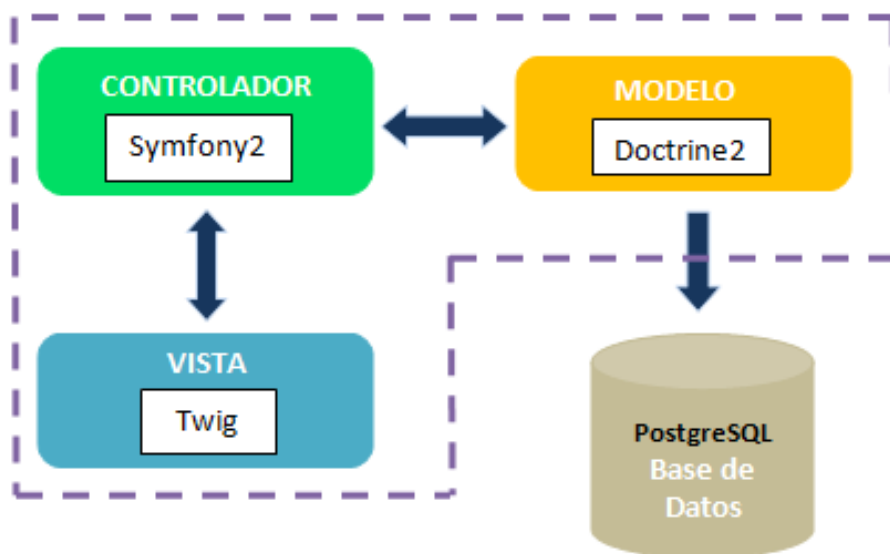 CONTROLADOR
Symfony2
MODELO
Doctrine2
VISTA
Twig
PostgreSQL
Base de
Datos